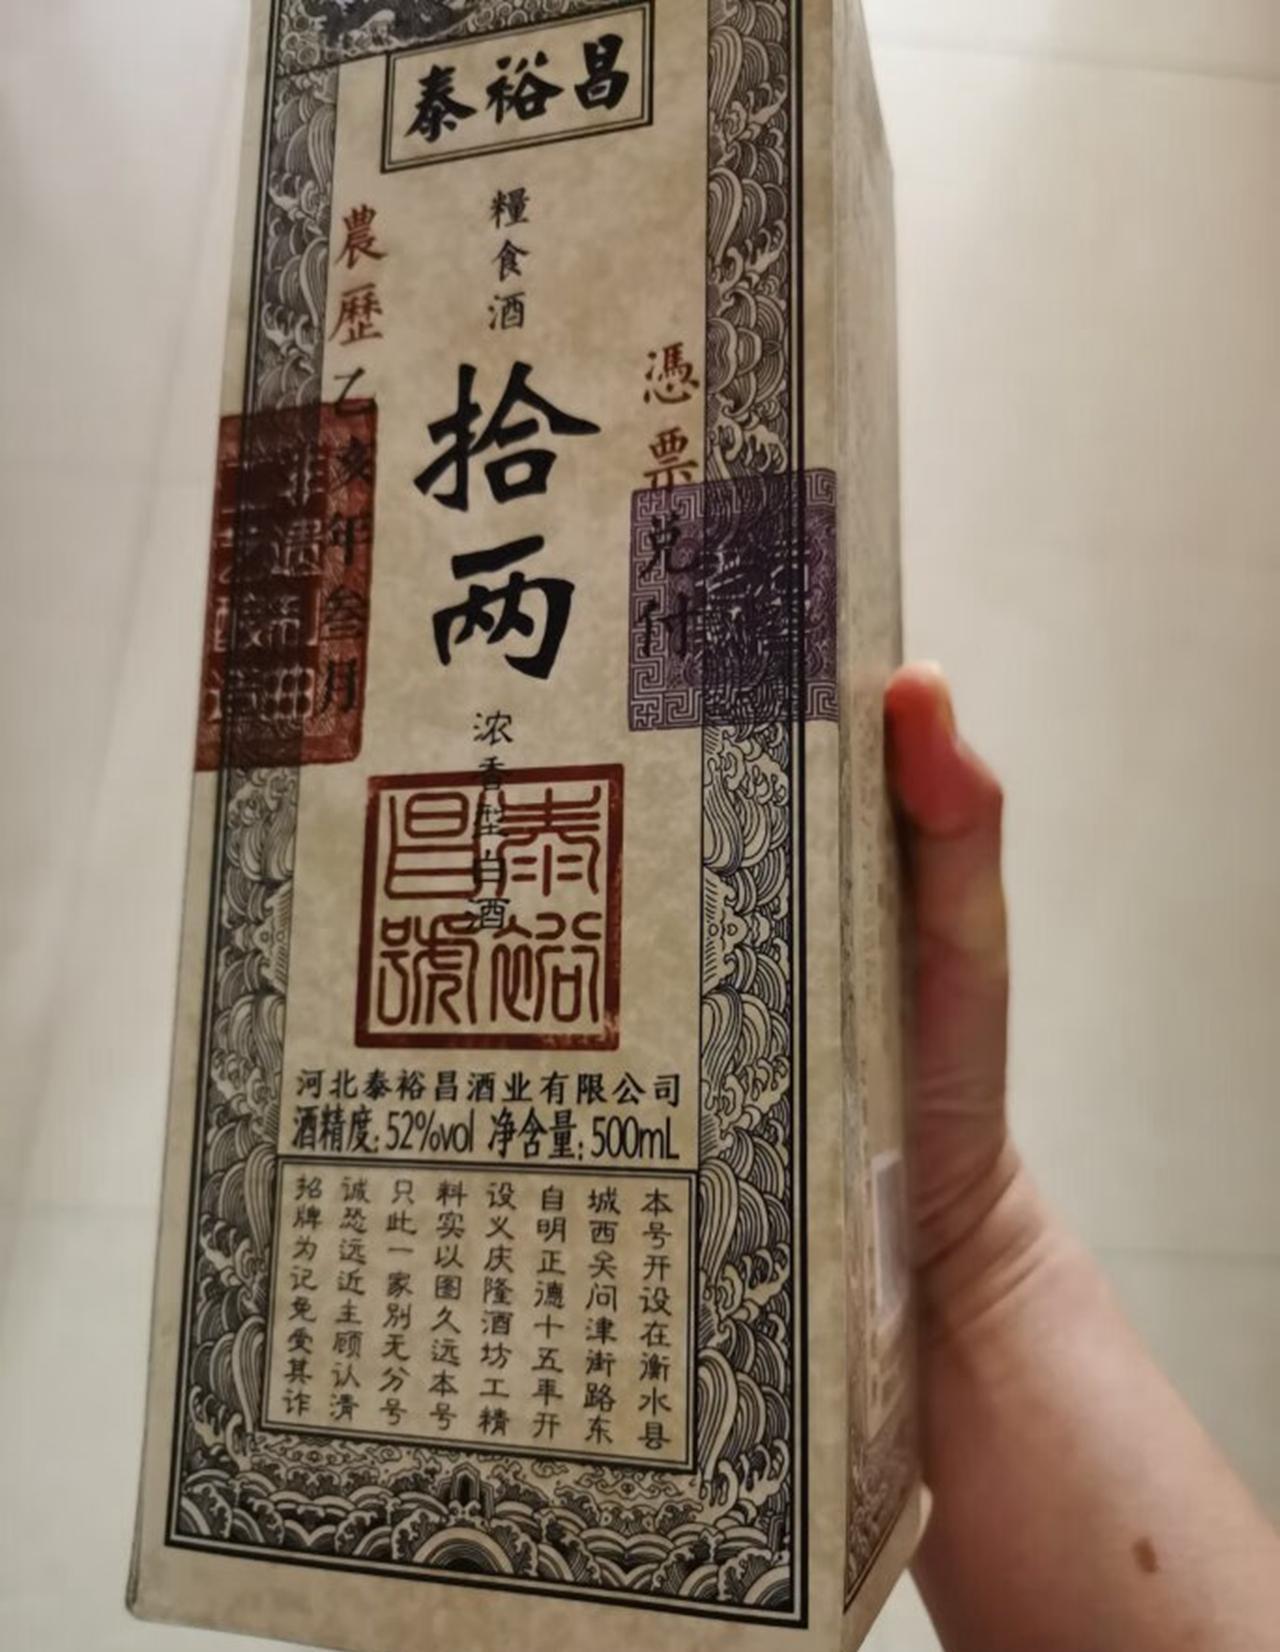 泰裕昌
糧食酒
拾两
浓香型白酒
憑票兑付
農歷乙亥年叁月
非遗
泰裕昌號
河北泰裕昌酒业有限公司
酒精度:52%vol 净含量:500mL
本号开设在衡水县
城西关问津街路东
自明正德十五年开
设义庆隆酒坊工精
料实以图久远本号
只此一家别无分号
诚恐远近主顾认清
招牌为记免受其诈